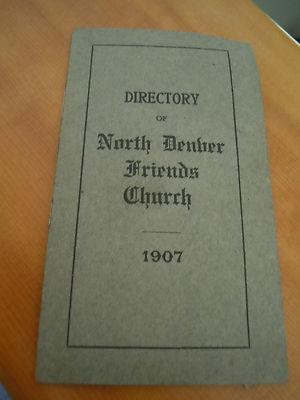 DIRECTORY
OF
North Denver
Friends
Church
1907